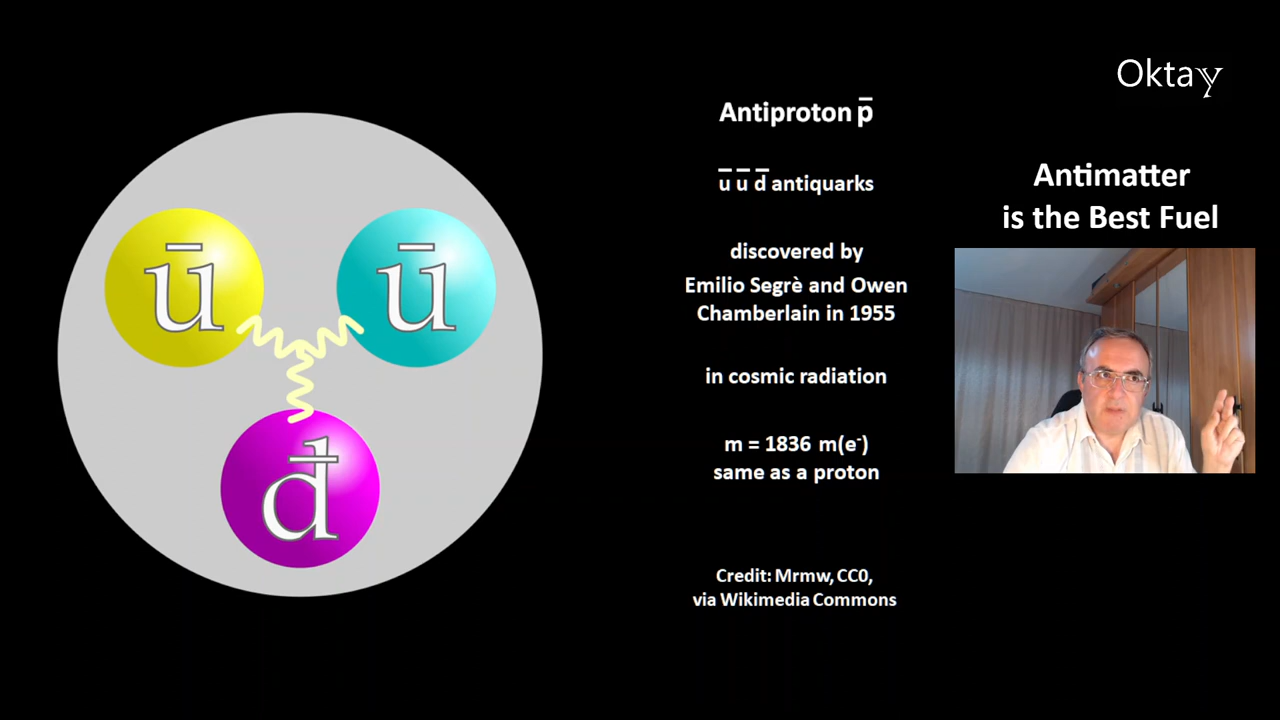 Oktay
Antiproton p̅
u̅ u̅ d̅ antiquarks
discovered by
Emilio Segrè and Owen
Chamberlain in 1955
in cosmic radiation
m = 1836 m(e⁻)
same as a proton
Credit: Mrmw, CC0,
via Wikimedia Commons
Antimatter
is the Best Fuel
u̅ u̅
d̅